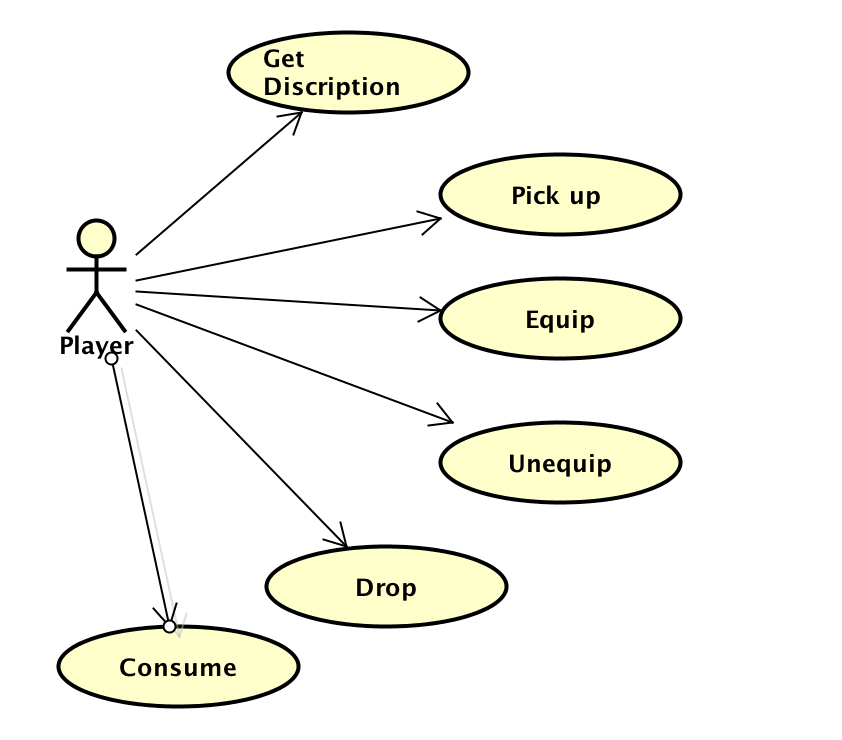 Get
Discription
Pick up
Player
Equip
Unequip
Drop
Consume